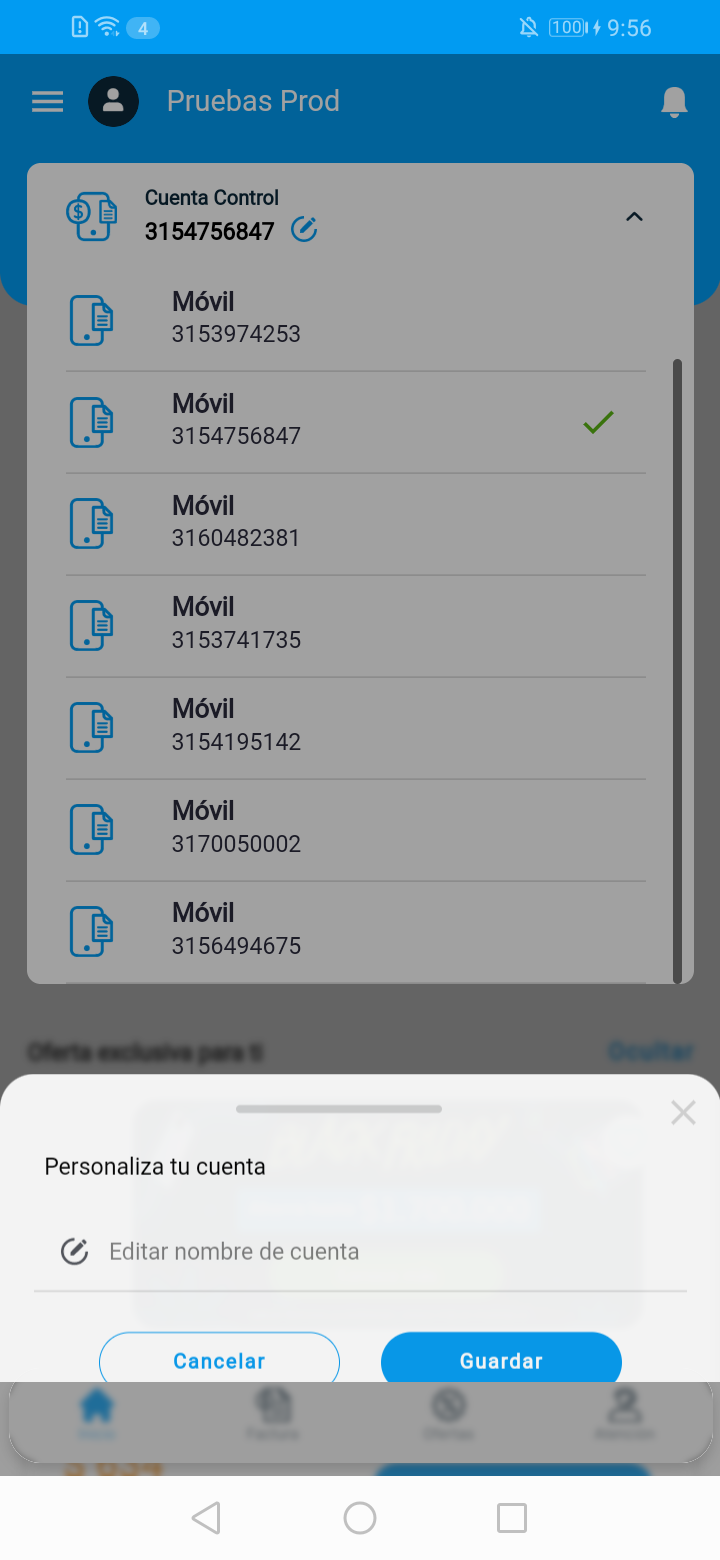 4 100 9:56
Pruebas Prod
Cuenta Control
3154756847
Móvil
3153974253
Móvil
3154756847
Móvil
3160482381
Móvil
3153741735
Móvil
3154195142
Móvil
3170050002
Móvil
3156494675
Oferta exclusiva para ti Ocultar
Personaliza tu cuenta
Editar nombre de cuenta
Cancelar Guardar
Inicio Factura Ofertas Atención